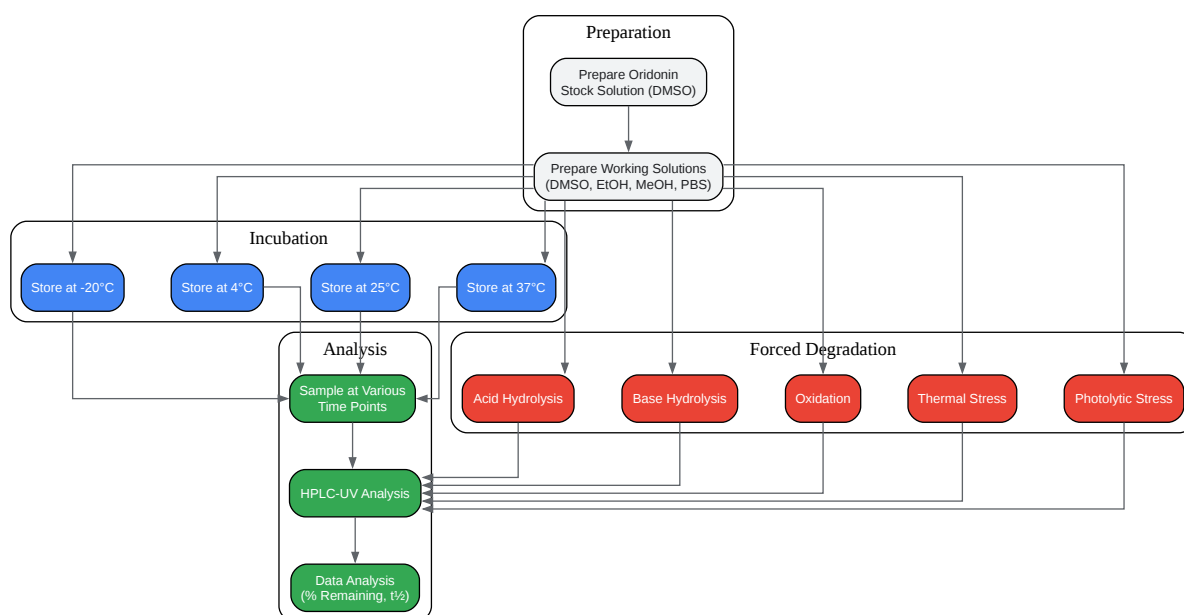 Preparation
Prepare Oridonin
Stock Solution (DMSO)
Prepare Working Solutions
(DMSO, EtOH, MeOH, PBS)
Incubation
Store at -20°C
Store at 4°C
Store at 25°C
Store at 37°C
Analysis
Forced Degradation
Sample at Various
Time Points
Acid Hydrolysis
Base Hydrolysis
Oxidation
Thermal Stress
Photolytic Stress
HPLC-UV Analysis
Data Analysis
(% Remaining, t½)